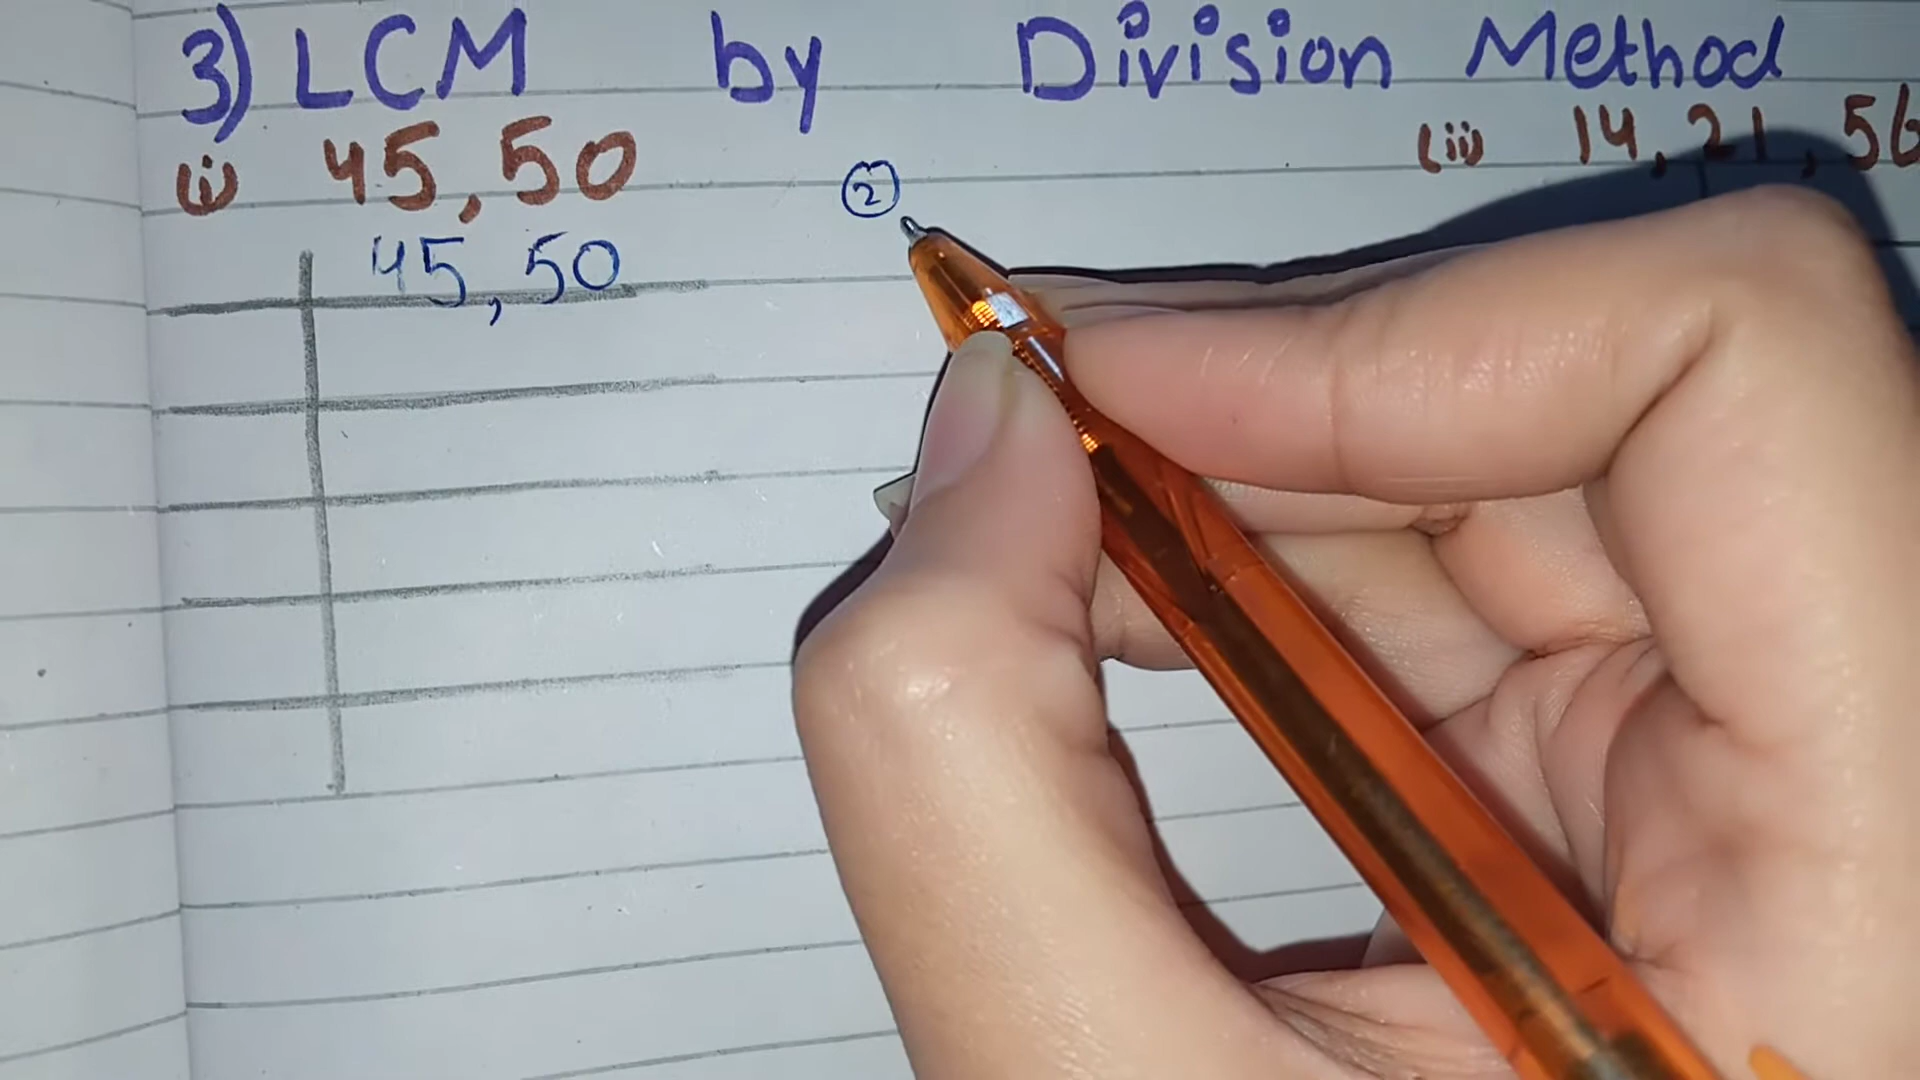 3) LCM by Division Method
(i) 45, 50 (ii) 14, 21, 56
2
45, 50